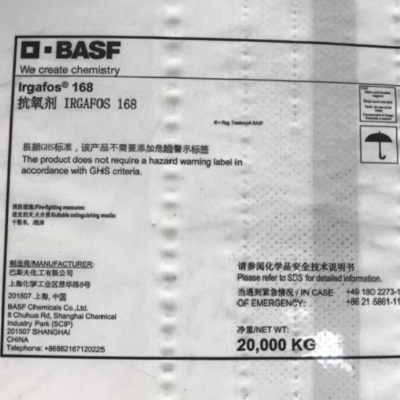 BASF
We create chemistry
Irgafos® 168
抗氧剂 IRGAFOS 168
® = Reg. Trademark BASF
根据GHS标准，该产品不需要添加危险警示标签
The product does not require a hazard warning label in
accordance with GHS criteria.
消防措施/Fire-fighting measures:
适宜的灭火介质/Suitable extinguishing media:
干粉末，泡沫
制造商/MANUFACTURER:
巴斯夫化工有限公司
上海化学工业区楚华路8号
201507 上海, 中国
BASF Chemicals Co.,Ltd.
8 Chuhua Rd, Shanghai Chemical
Industry Park (SCIP)
201507 SHANGHAI
CHINA
Telephone: +86862167120225
请参阅化学品安全技术说明书
Please refer to SDS for detailed information.
当遇到紧急情况 / IN CASE +49 180 2273-1
OF EMERGENCY: +86 21 5861-11
净重/NET WT:
20,000 KG